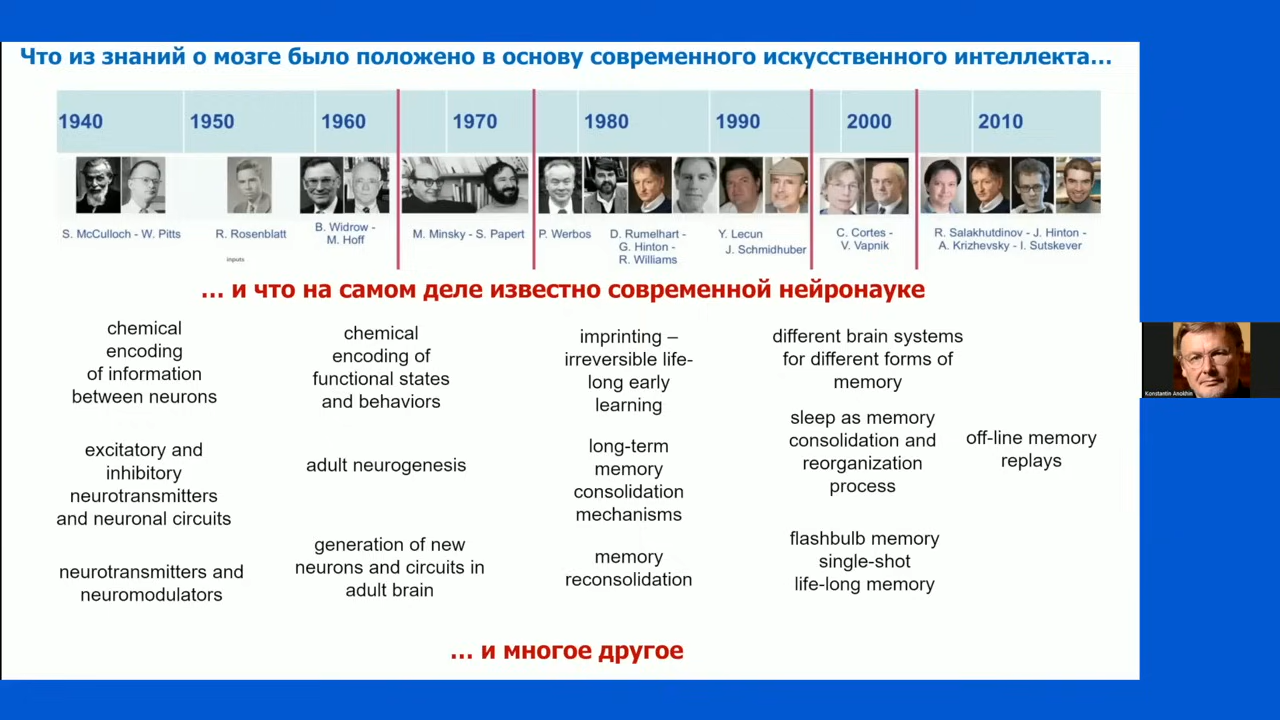 Что из знаний о мозге было положено в основу современного искусственного интеллекта...
1940 1950 1960 1970 1980 1990 2000 2010
S. McCulloch - W. Pitts
R. Rosenblatt
B. Widrow -
M. Hoff
M. Minsky - S. Papert
P. Werbos
D. Rumelhart -
G. Hinton -
R. Williams
Y. Lecun
J. Schmidhuber
C. Cortes -
V. Vapnik
R. Salakhutdinov - J. Hinton -
A. Krizhevsky - I. Sutskever
inputs
... и что на самом деле известно современной нейронауке
chemical
encoding
of information
between neurons
excitatory and
inhibitory
neurotransmitters
and neuronal circuits
neurotransmitters and
neuromodulators
chemical
encoding of
functional states
and behaviors
adult neurogenesis
generation of new
neurons and circuits in
adult brain
imprinting –
irreversible life-
long early
learning
long-term
memory
consolidation
mechanisms
memory
reconsolidation
different brain systems
for different forms of
memory
sleep as memory
consolidation and
reorganization
process
flashbulb memory
single-shot
life-long memory
off-line memory
replays
... и многое другое
Konstantin Anokhin